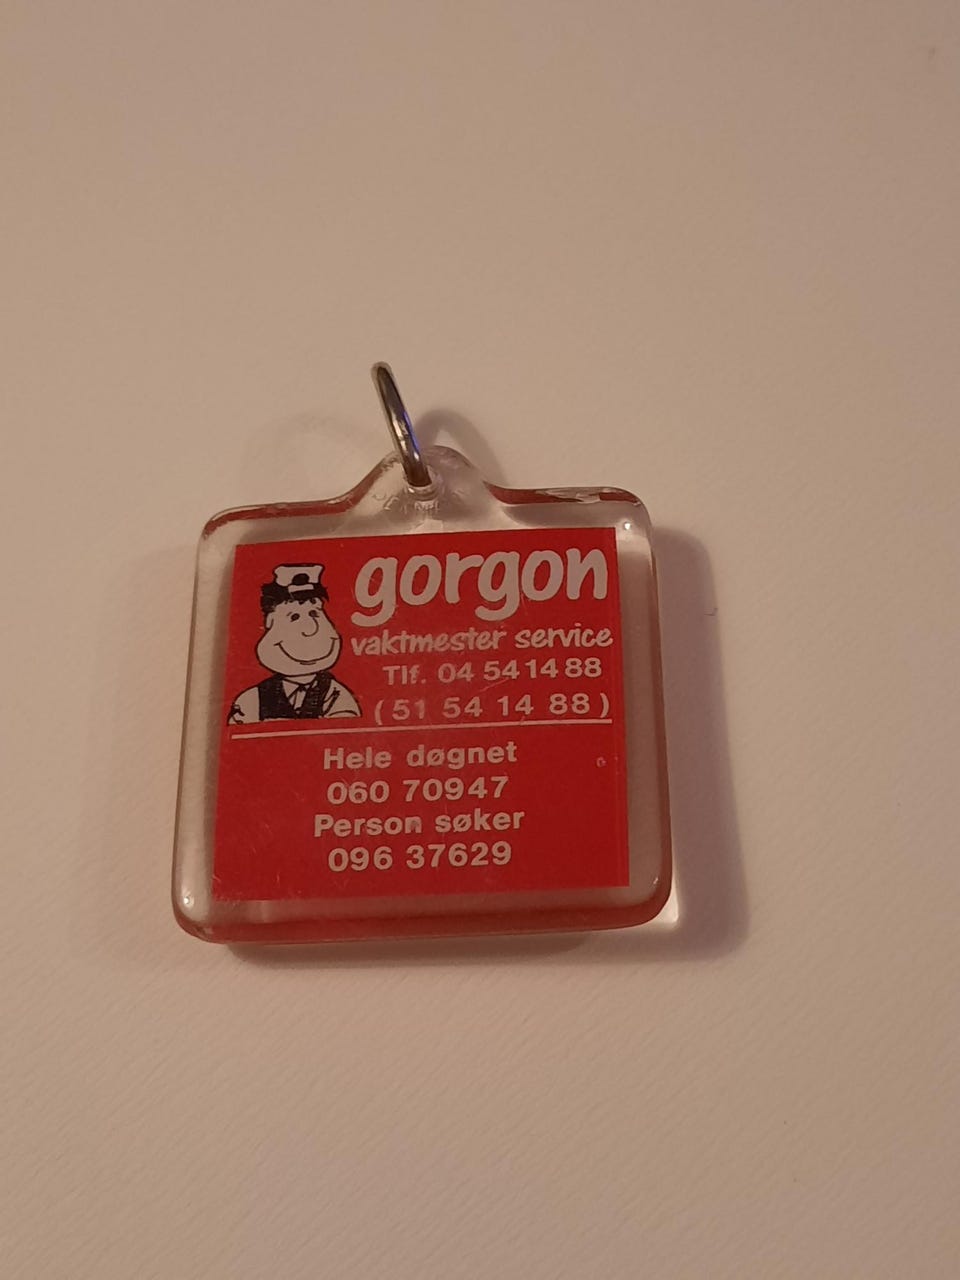 gorgon
vaktmester service
Tlf. 04 54 14 88
( 51 54 14 88 )
Hele døgnet
060 70947
Person søker
096 37629